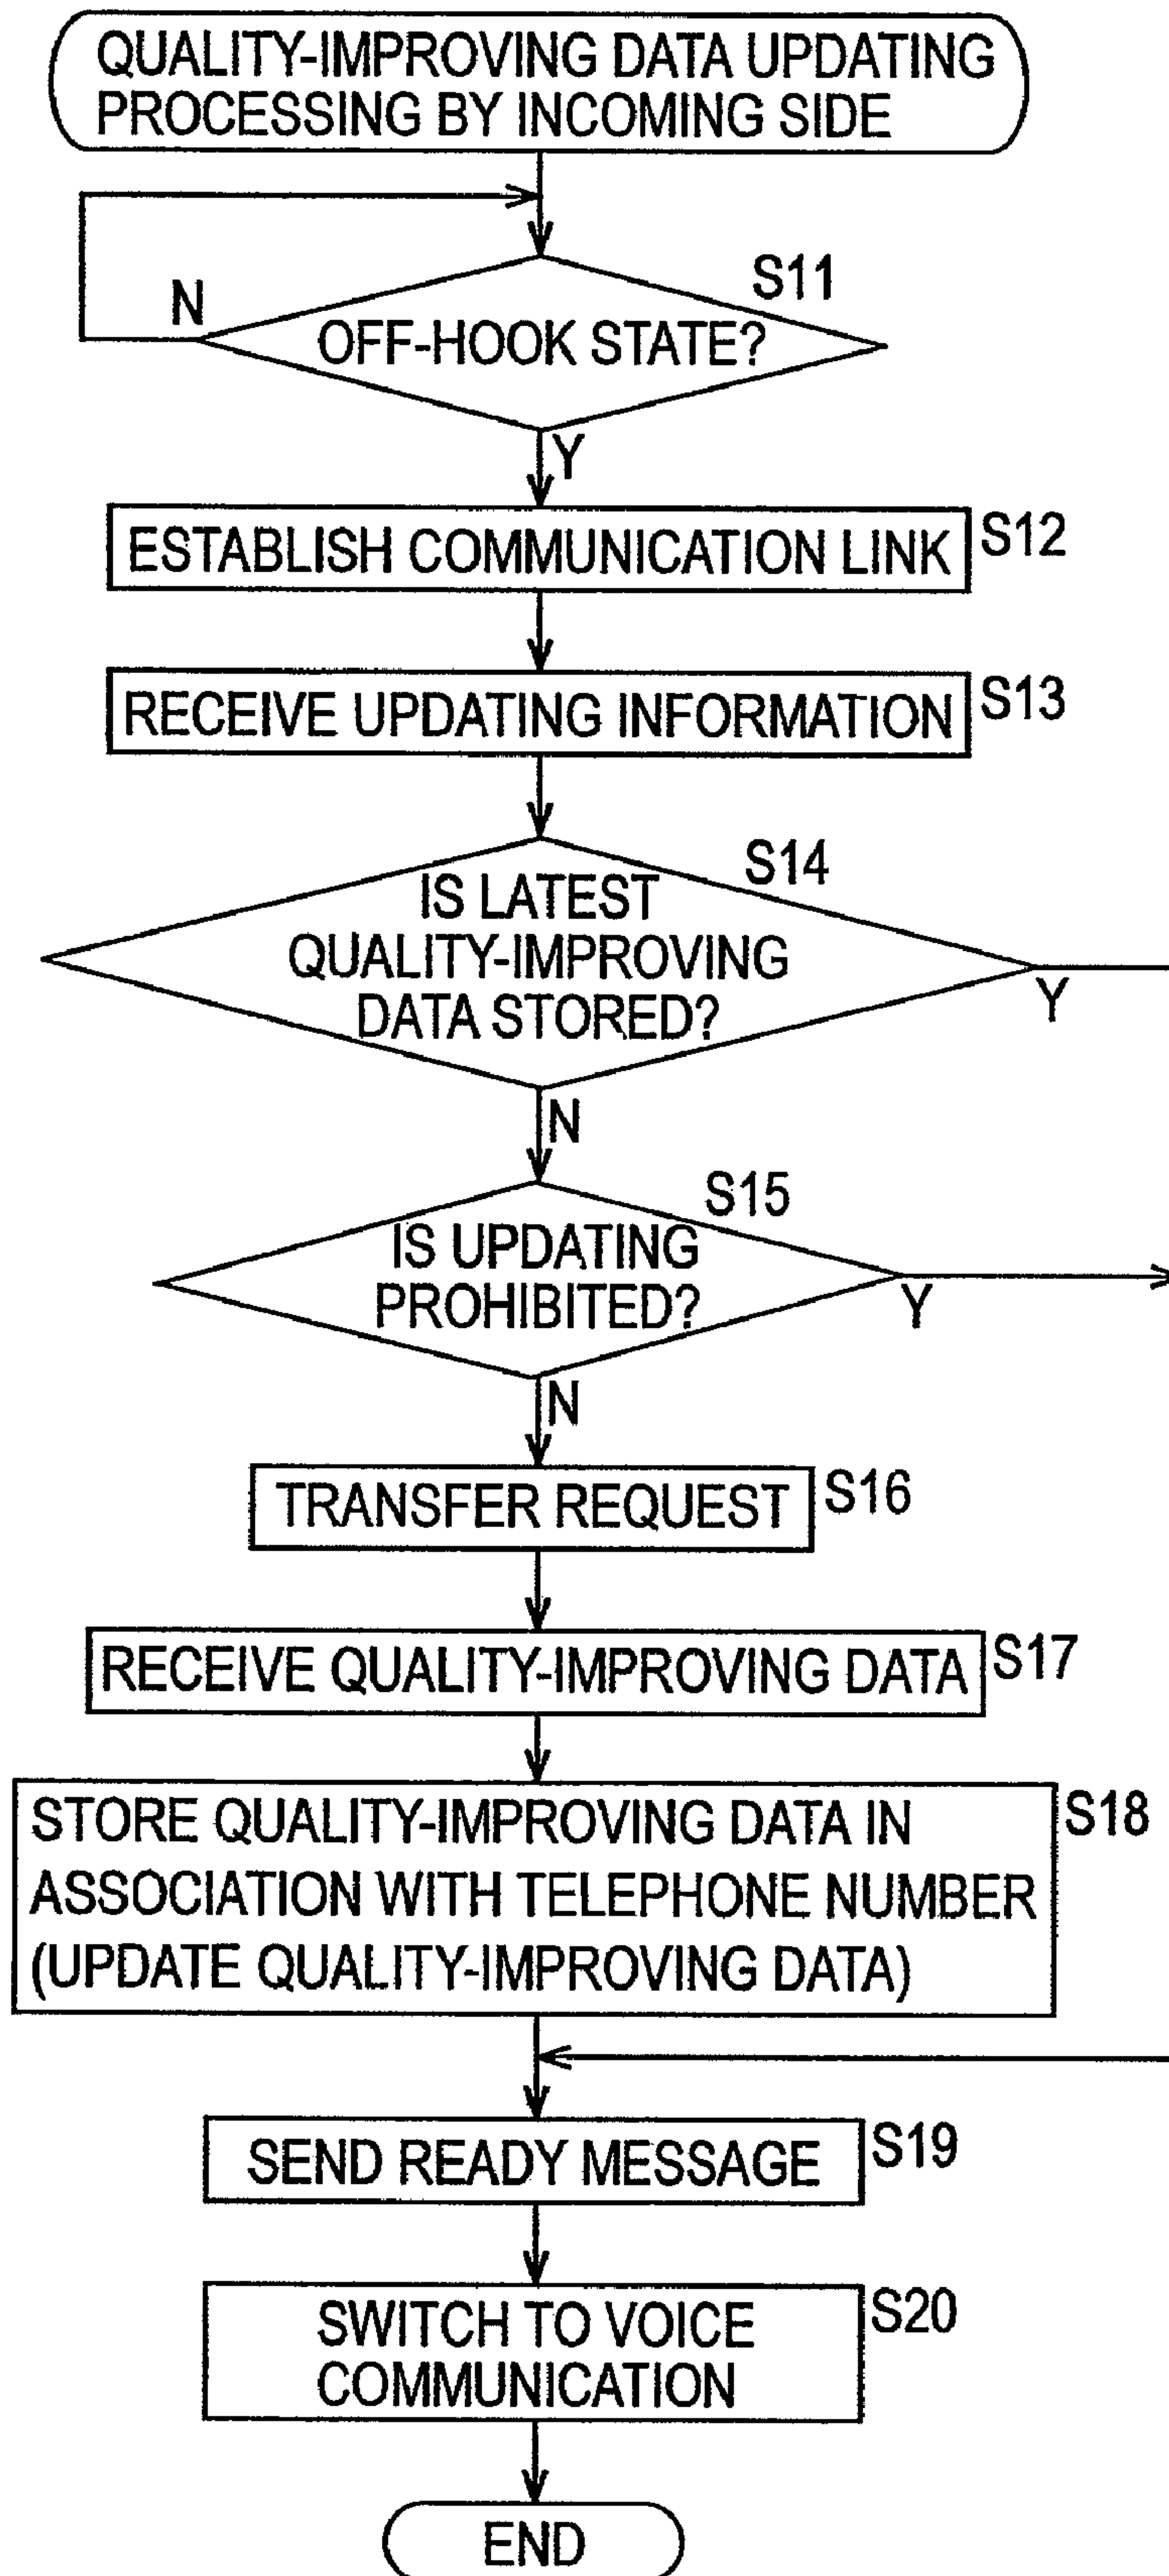 QUALITY-IMPROVING DATA UPDATING
PROCESSING BY INCOMING SIDE
S11
N
OFF-HOOK STATE?
Y
ESTABLISH COMMUNICATION LINK
S12
RECEIVE UPDATING INFORMATION
S13
S14
IS LATEST
QUALITY-IMPROVING
DATA STORED?
Y
N
S15
IS UPDATING
PROHIBITED?
Y
N
TRANSFER REQUEST
S16
RECEIVE QUALITY-IMPROVING DATA
S17
STORE QUALITY-IMPROVING DATA IN
ASSOCIATION WITH TELEPHONE NUMBER
(UPDATE QUALITY-IMPROVING DATA)
S18
SEND READY MESSAGE
S19
SWITCH TO VOICE
COMMUNICATION
S20
END